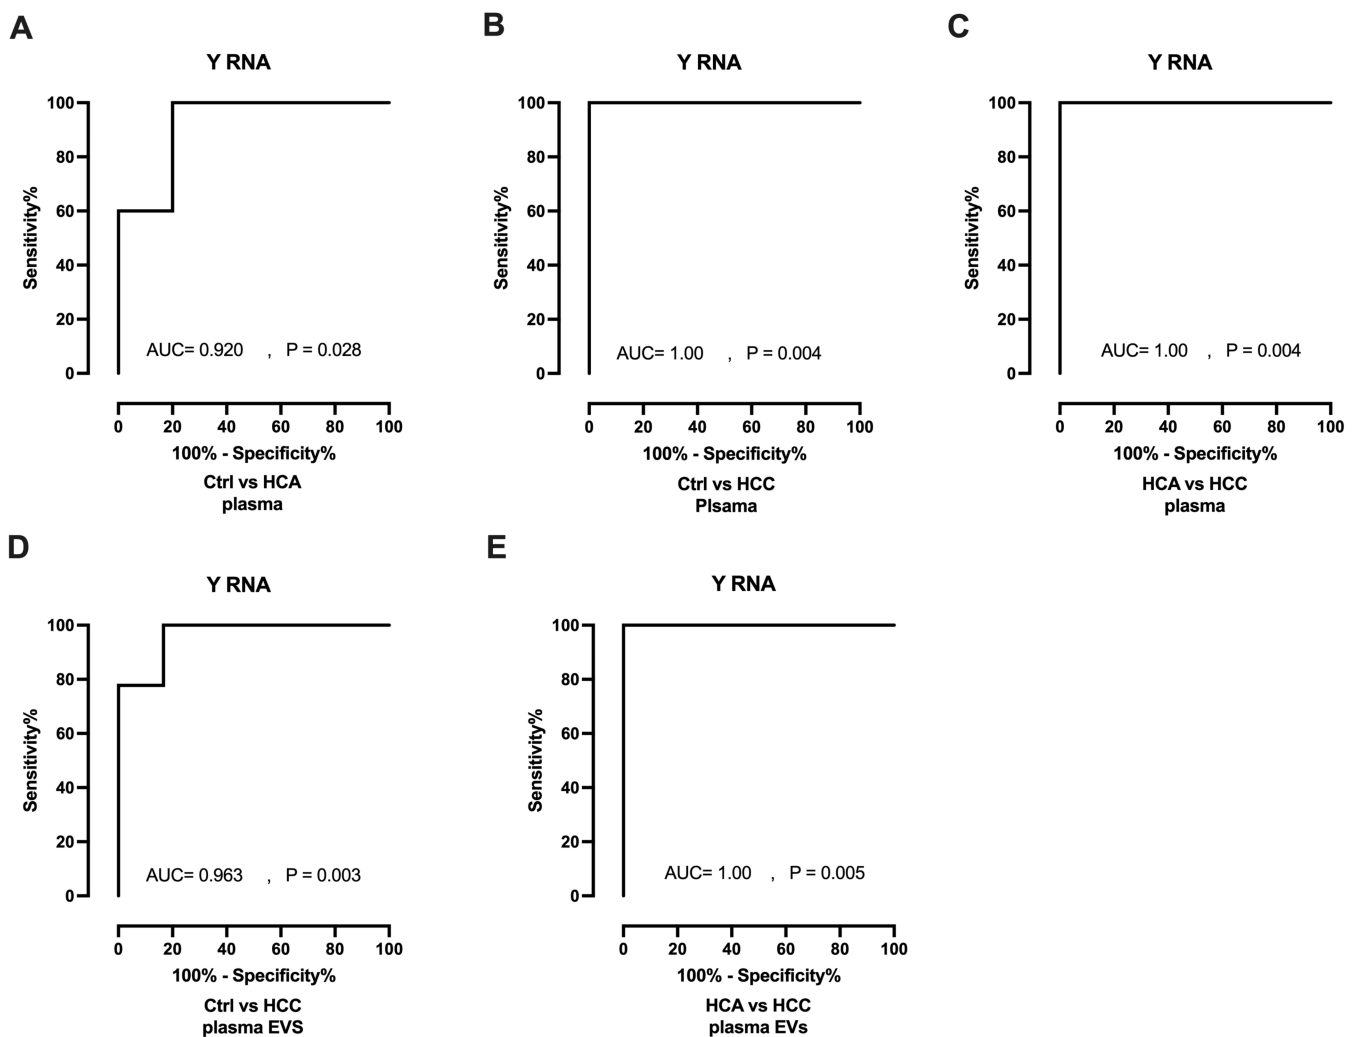 A
Y RNA
100
80
60
40
20
0
Sensitivity%
AUC= 0.920 , P = 0.028
0 20 40 60 80 100
100% - Specificity%
Ctrl vs HCA
plasma
B
Y RNA
100
80
60
40
20
0
Sensitivity%
AUC= 1.00 , P = 0.004
0 20 40 60 80 100
100% - Specificity%
Ctrl vs HCC
Plsama
C
Y RNA
100
80
60
40
20
0
Sensitivity%
AUC= 1.00 , P = 0.004
0 20 40 60 80 100
100% - Specificity%
HCA vs HCC
plasma
D
Y RNA
100
80
60
40
20
0
Sensitivity%
AUC= 0.963 , P = 0.003
0 20 40 60 80 100
100% - Specificity%
Ctrl vs HCC
plasma EVS
E
Y RNA
100
80
60
40
20
0
Sensitivity%
AUC= 1.00 , P = 0.005
0 20 40 60 80 100
100% - Specificity%
HCA vs HCC
plasma EVs